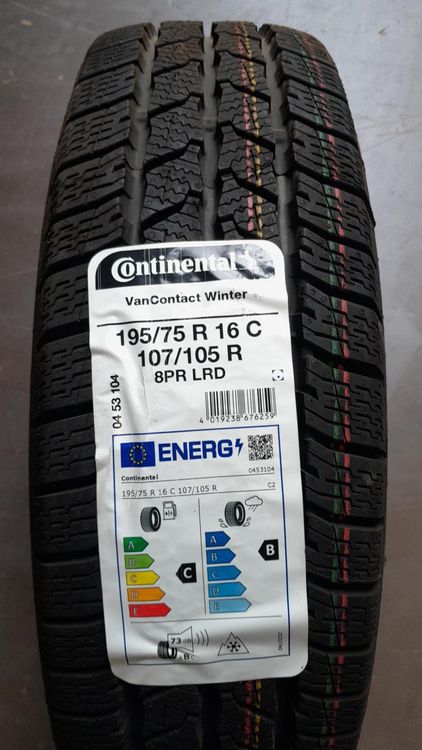 Continental
VanContact Winter
195/75 R 16 C
107/105 R
8PR LRD
04 53 104
4 019238 676259
ENERG
0453104
Continental
195/75 R 16 C 107/105 R
C2
A
B
C
D
E
C
A
B
C
D
E
B
73 dB
ABC